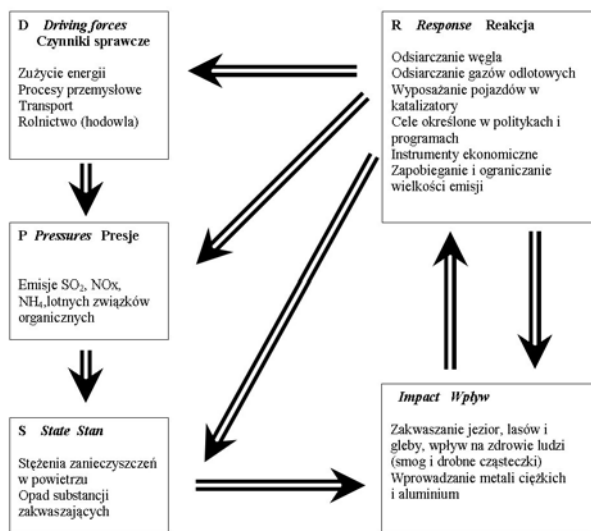 D Driving forces
Czynniki sprawcze
Zużycie energii
Procesy przemysłowe
Transport
Rolnictwo (hodowla)
P Pressures Presje
Emisje SO₂, NOx,
NH₄,lotnych związków
organicznych
S State Stan
Stężenia zanieczyszczeń
w powietrzu
Opad substancji
zakwaszających
R Response Reakcja
Odsiarczanie węgla
Odsiarczanie gazów odlotowych
Wyposażanie pojazdów w
katalizatory
Cele określone w politykach i
programach
Instrumenty ekonomiczne
Zapobieganie i ograniczanie
wielkości emisji
Impact Wpływ
Zakwaszanie jezior, lasów i
gleby, wpływ na zdrowie ludzi
(smog i drobne cząsteczki)
Wprowadzanie metali ciężkich
i aluminium